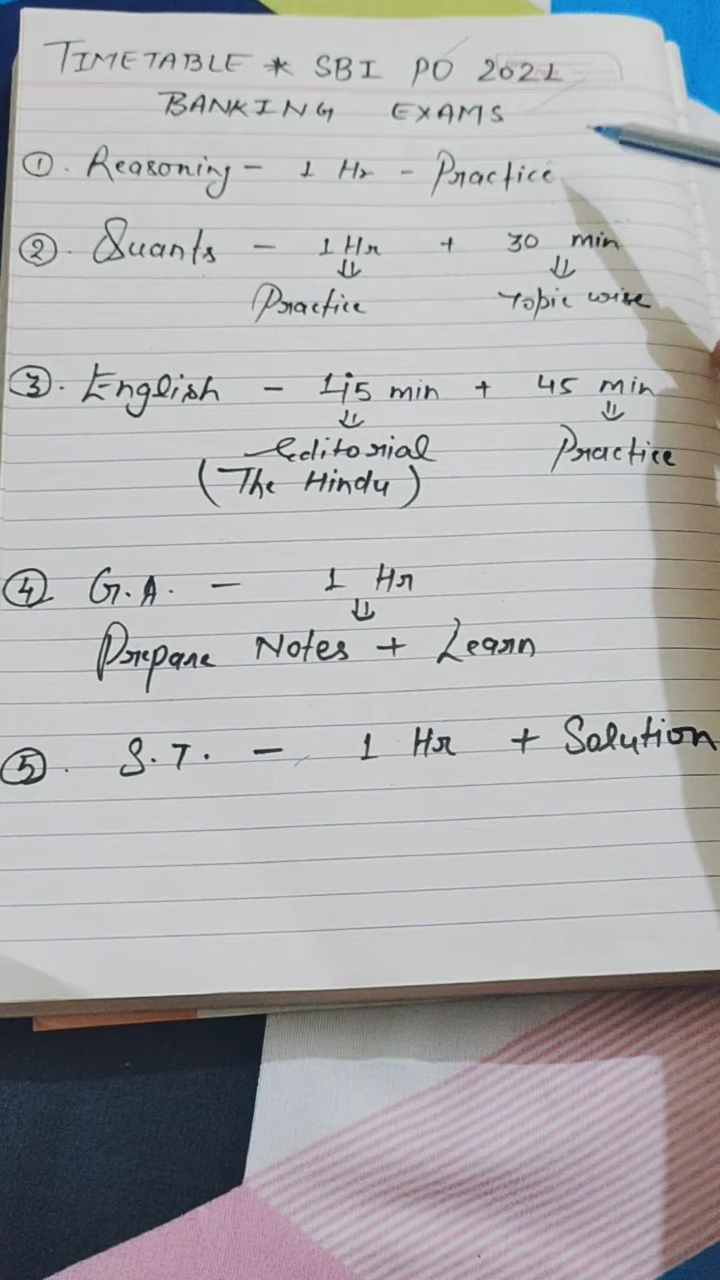 TIMETABLE * SBI PO 2021
BANKING EXAMS
① . Reasoning - 1 Hr - Practice
② . Quants - 1 Hr + 30 min
⇓ ⇓
Practice Topic wise
③ . English - 15 min + 45 min
⇓ ⇓
Editorial Practice
(The Hindu)
④ G.A. - 1 Hr
⇓
Prepare Notes + Learn
⑤ . S.T. - 1 Hr + Solution